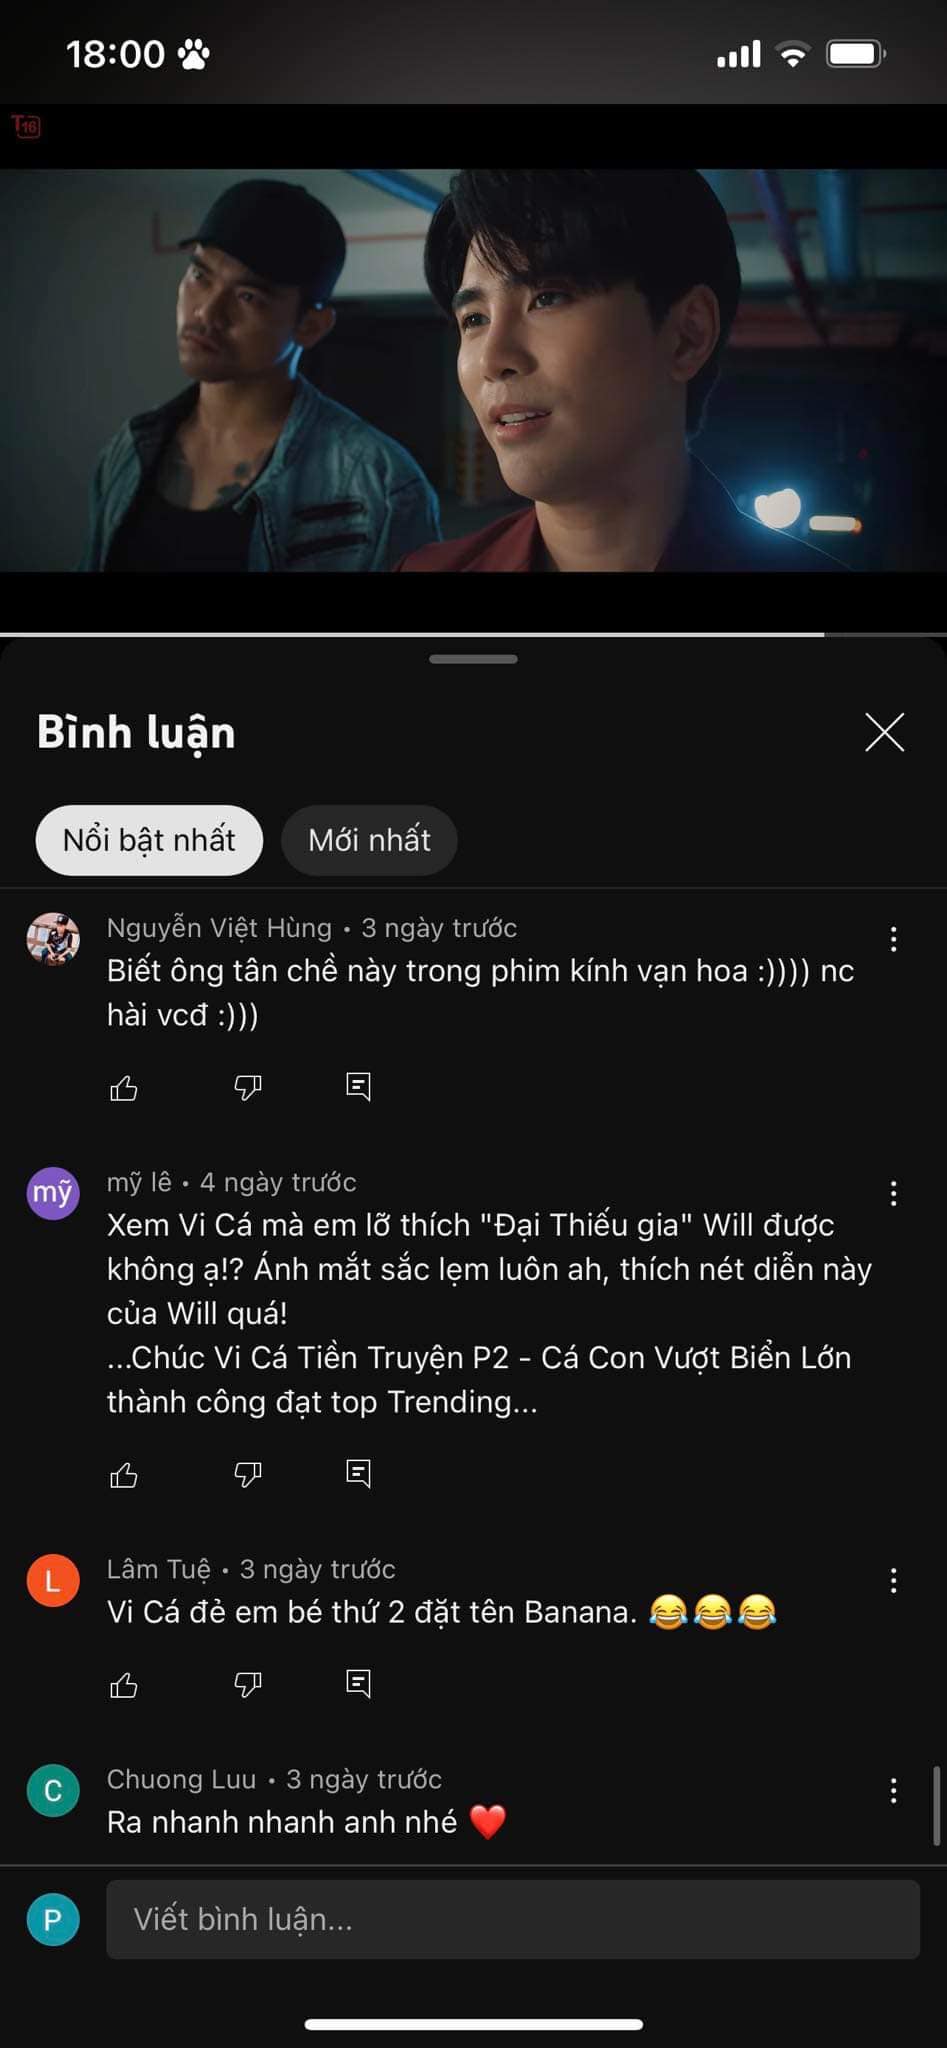 18:00
T16
Bình luận
Nổi bật nhất
Mới nhất
Nguyễn Việt Hùng • 3 ngày trước
Biết ông tân chề này trong phim kính vạn hoa :)))) nc
hài vcđ :)))
mỹ
mỹ lê • 4 ngày trước
Xem Vi Cá mà em lỡ thích "Đại Thiếu gia" Will được
không ạ!? Ánh mắt sắc lẹm luôn ah, thích nét diễn này
của Will quá!
...Chúc Vi Cá Tiền Truyện P2 - Cá Con Vượt Biển Lớn
thành công đạt top Trending...
L
Lâm Tuệ • 3 ngày trước
Vi Cá đẻ em bé thứ 2 đặt tên Banana. 😂😂😂
C
Chuong Luu • 3 ngày trước
Ra nhanh nhanh anh nhé ❤️
P
Viết bình luận...